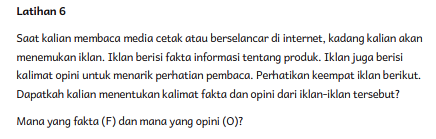 Latihan 6
Saat kalian membaca media cetak atau berselancar di internet, kadang kalian akan
menemukan iklan. Iklan berisi fakta informasi tentang produk. Iklan juga berisi
kalimat opini untuk menarik perhatian pembaca. Perhatikan keempat iklan berikut.
Dapatkah kalian menentukan kalimat fakta dan opini dari iklan-iklan tersebut?
Mana yang fakta (F) dan mana yang opini (O)?